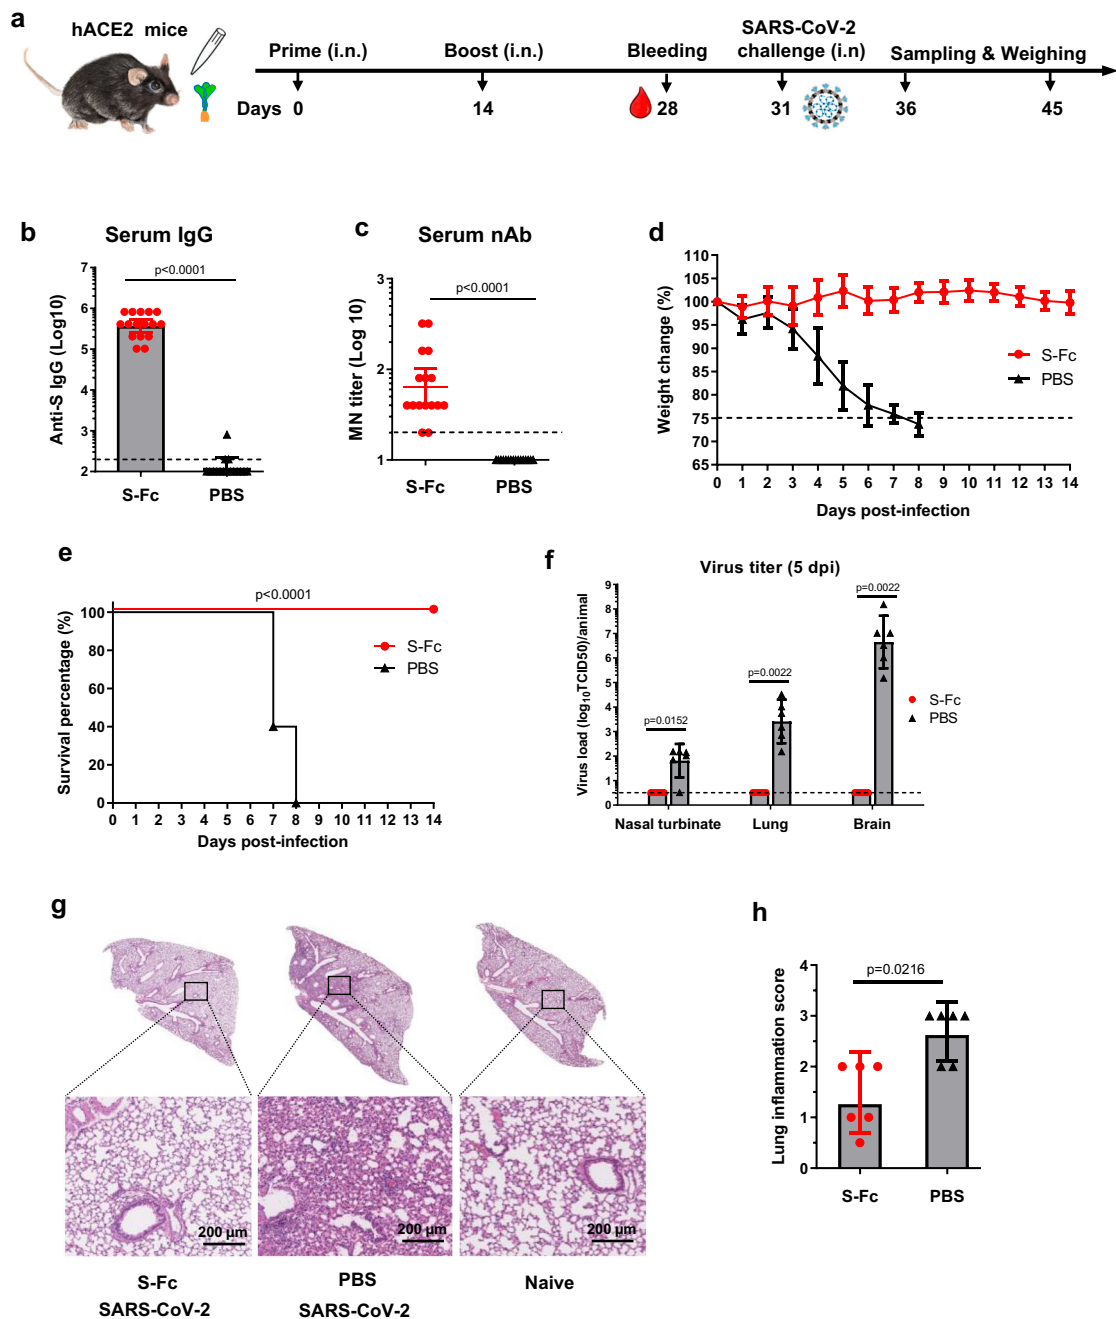 a
hACE2 mice
Prime (i.n.)
Boost (i.n.)
Bleeding
SARS-CoV-2
challenge (i.n)
Sampling & Weighing
Days 0 14 28 31 36 45
b
Serum IgG
p<0.0001
Anti-S IgG (Log10)
7
6
5
4
3
2
S-Fc PBS
c
Serum nAb
p<0.0001
MN titer (Log 10)
3
2
1
S-Fc PBS
d
Weight change (%)
110
105
100
95
90
85
80
75
70
65
S-Fc
PBS
0 1 2 3 4 5 6 7 8 9 10 11 12 13 14
Days post-infection
e
p<0.0001
Survival percentage (%)
100
80
60
40
20
0
S-Fc
PBS
0 1 2 3 4 5 6 7 8 9 10 11 12 13 14
Days post-infection
f
Virus titer (5 dpi)
Virus load (log10TCID50)/animal
9
8
7
6
5
4
3
2
1
0
p=0.0152
p=0.0022
p=0.0022
S-Fc
PBS
Nasal turbinate Lung Brain
g
200 µm 200 µm 200 µm
S-Fc
SARS-CoV-2
PBS
SARS-CoV-2
Naive
h
p=0.0216
Lung inflammation score
4
3
2
1
0
S-Fc PBS